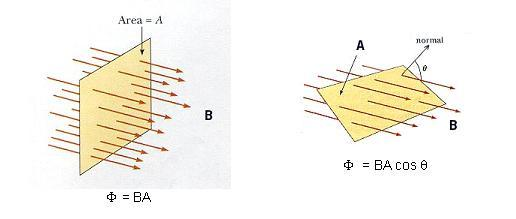 Area = A
B
Φ = BA
A
normal
θ
B
Φ = BA cos θ